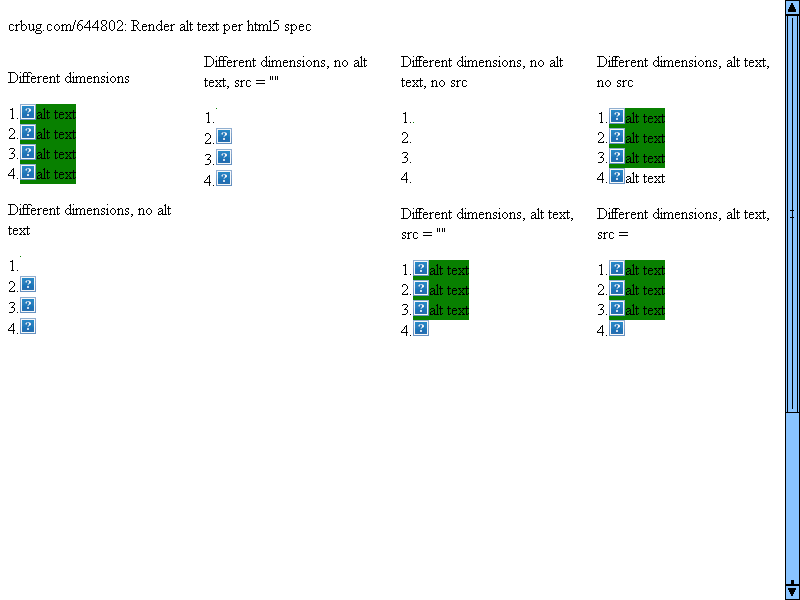 crbug.com/644802: Render alt text per html5 spec
Different dimensions
1. ? alt text
2. ? alt text
3. ? alt text
4. ? alt text
Different dimensions, no alt
text
1.
2. ?
3. ?
4. ?
Different dimensions, no alt
text, src = ""
1.
2. ?
3. ?
4. ?
Different dimensions, no alt
text, no src
1..
2.
3.
4.
Different dimensions, alt text,
src = ""
1. ? alt text
2. ? alt text
3. ? alt text
4. ?
Different dimensions, alt text,
no src
1. ? alt text
2. ? alt text
3. ? alt text
4. ? alt text
Different dimensions, alt text,
src =
1. ? alt text
2. ? alt text
3. ? alt text
4. ?